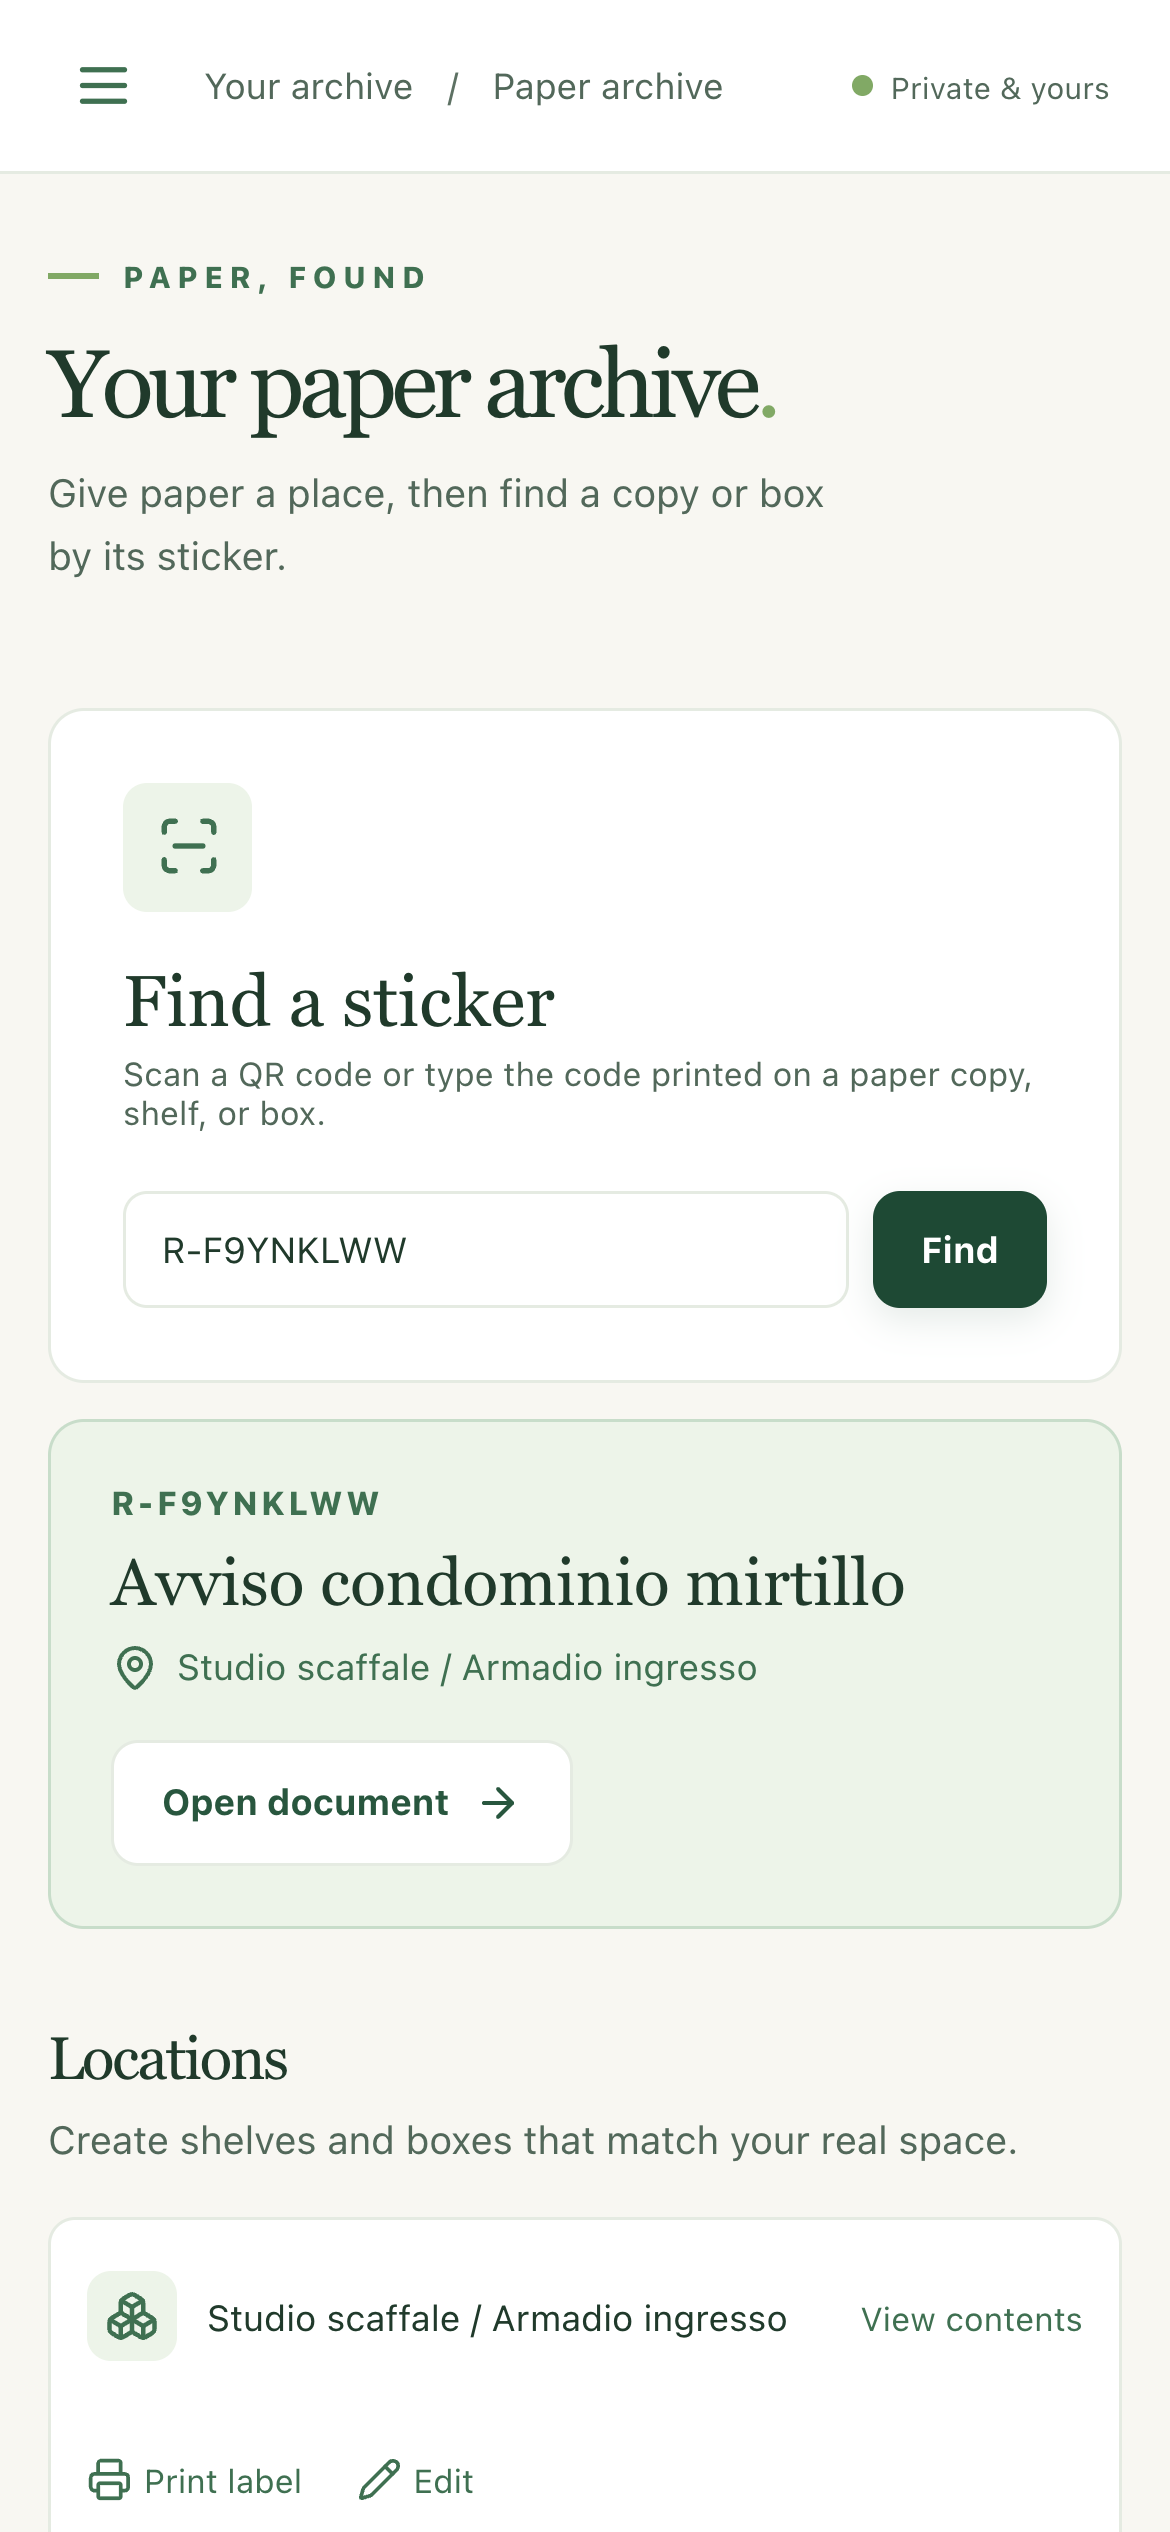 Your archive / Paper archive
Private & yours
PAPER, FOUND
Your paper archive.
Give paper a place, then find a copy or box
by its sticker.
Find a sticker
Scan a QR code or type the code printed on a paper copy,
shelf, or box.
R-F9YNKLWW
Find
R-F9YNKLWW
Avviso condominio mirtillo
Studio scaffale / Armadio ingresso
Open document
Locations
Create shelves and boxes that match your real space.
Studio scaffale / Armadio ingresso
View contents
Print label
Edit